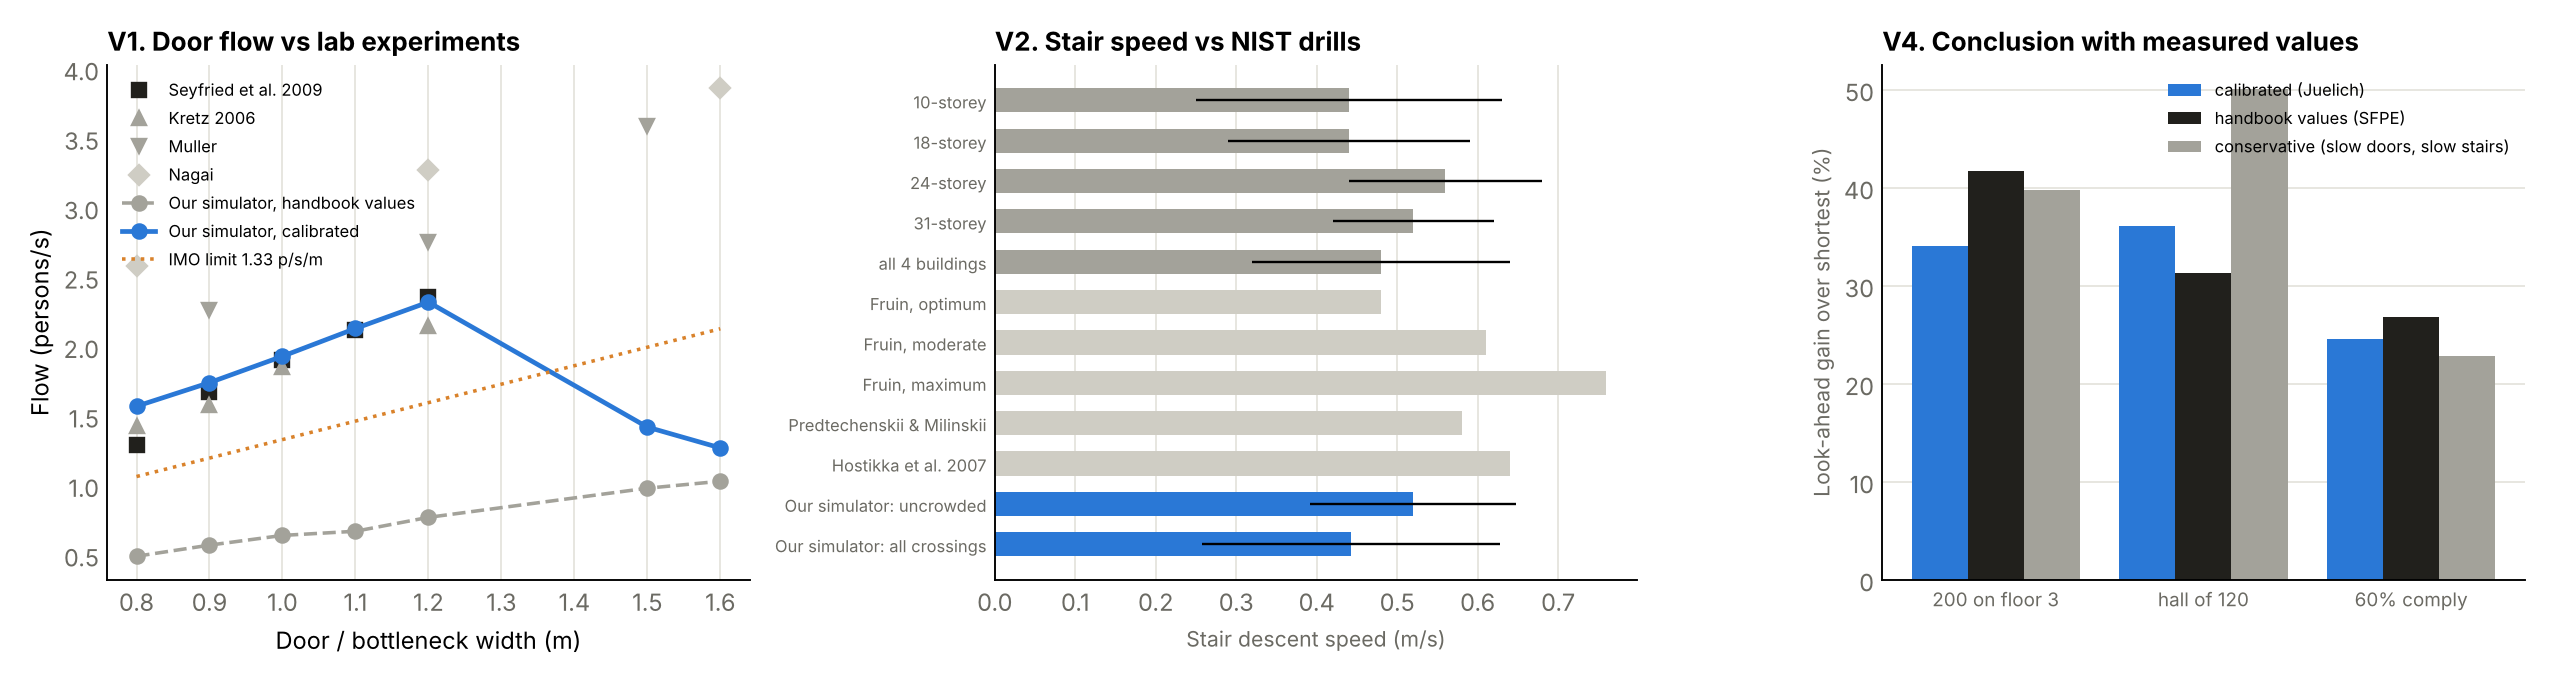 V1. Door flow vs lab experiments
4.0
3.5
3.0
2.5
2.0
1.5
1.0
0.5
Flow (persons/s)
Seyfried et al. 2009
Kretz 2006
Muller
Nagai
Our simulator, handbook values
Our simulator, calibrated
IMO limit 1.33 p/s/m
0.8 0.9 1.0 1.1 1.2 1.3 1.4 1.5 1.6
Door / bottleneck width (m)
V2. Stair speed vs NIST drills
10-storey
18-storey
24-storey
31-storey
all 4 buildings
Fruin, optimum
Fruin, moderate
Fruin, maximum
Predtechenskii & Milinskii
Hostikka et al. 2007
Our simulator: uncrowded
Our simulator: all crossings
0.0 0.1 0.2 0.3 0.4 0.5 0.6 0.7
Stair descent speed (m/s)
V4. Conclusion with measured values
50
40
30
20
10
0
Look-ahead gain over shortest (%)
calibrated (Juelich)
handbook values (SFPE)
conservative (slow doors, slow stairs)
200 on floor 3 hall of 120 60% comply